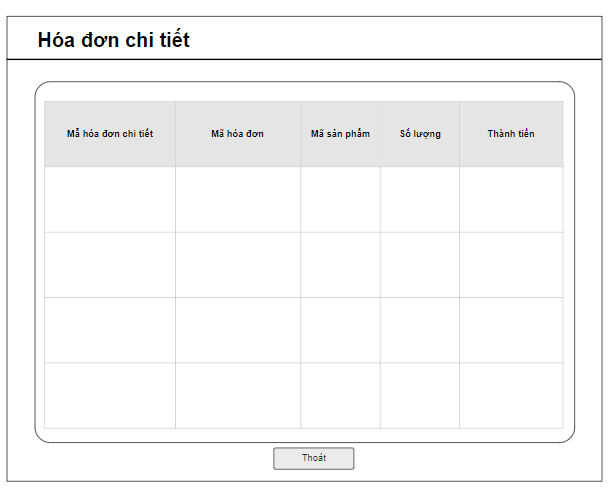 Hóa đơn chi tiết
Mẫ hóa đơn chi tiết Mã hóa đơn Mã sản phẩm Số lượng Thành tiền
Thoát